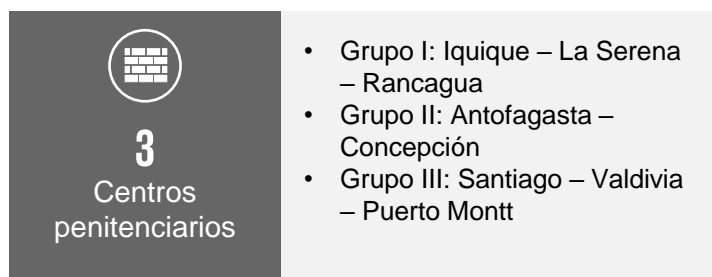 3
Centros
penitenciarios
• Grupo I: Iquique – La Serena
– Rancagua
• Grupo II: Antofagasta –
Concepción
• Grupo III: Santiago – Valdivia
– Puerto Montt